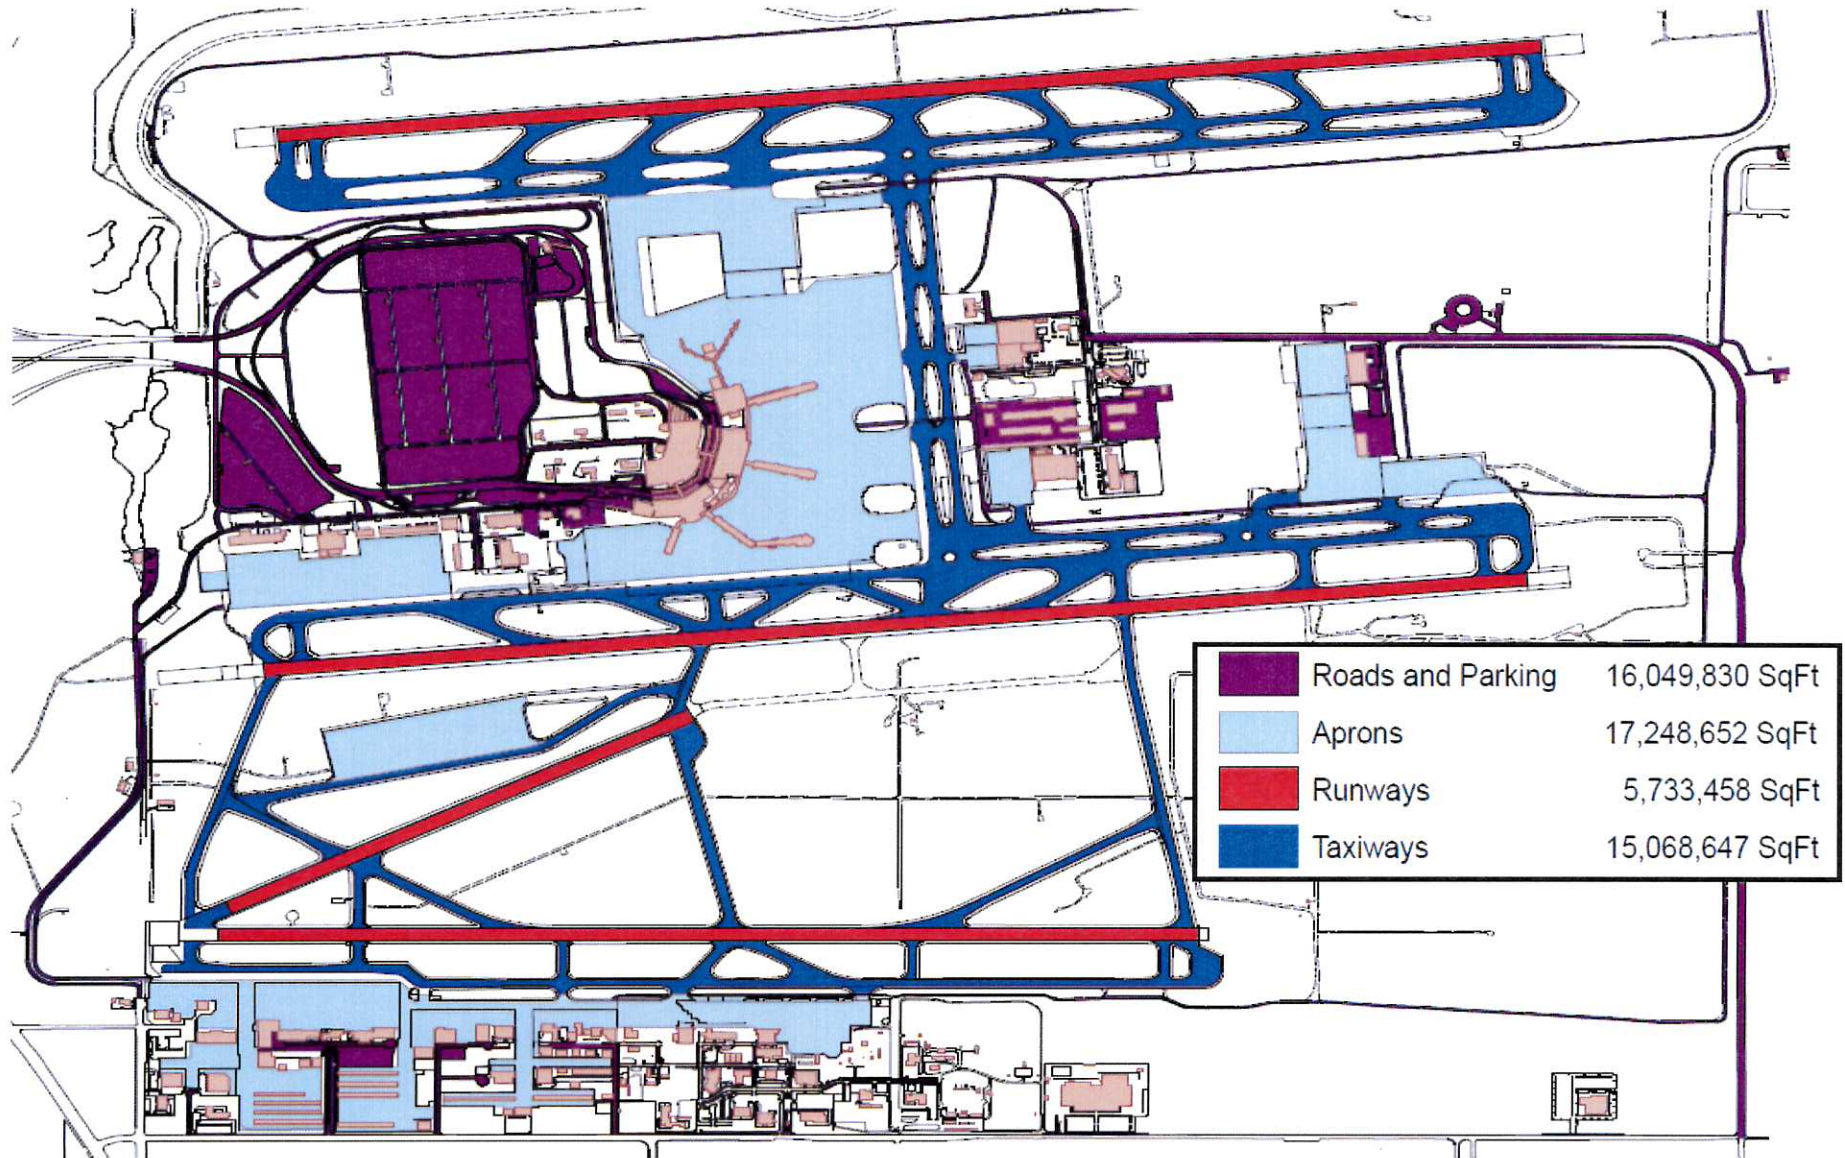 Roads and Parking 16,049,830 SqFt
Aprons 17,248,652 SqFt
Runways 5,733,458 SqFt
Taxiways 15,068,647 SqFt